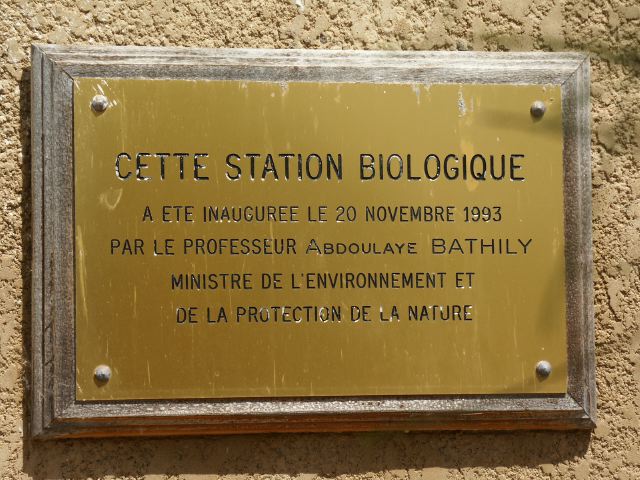 CETTE STATION BIOLOGIQUE
A ETE INAUGUREE LE 20 NOVEMBRE 1993
PAR LE PROFESSEUR ABDOULAYE BATHILY
MINISTRE DE L'ENVIRONNEMENT ET
DE LA PROTECTION DE LA NATURE